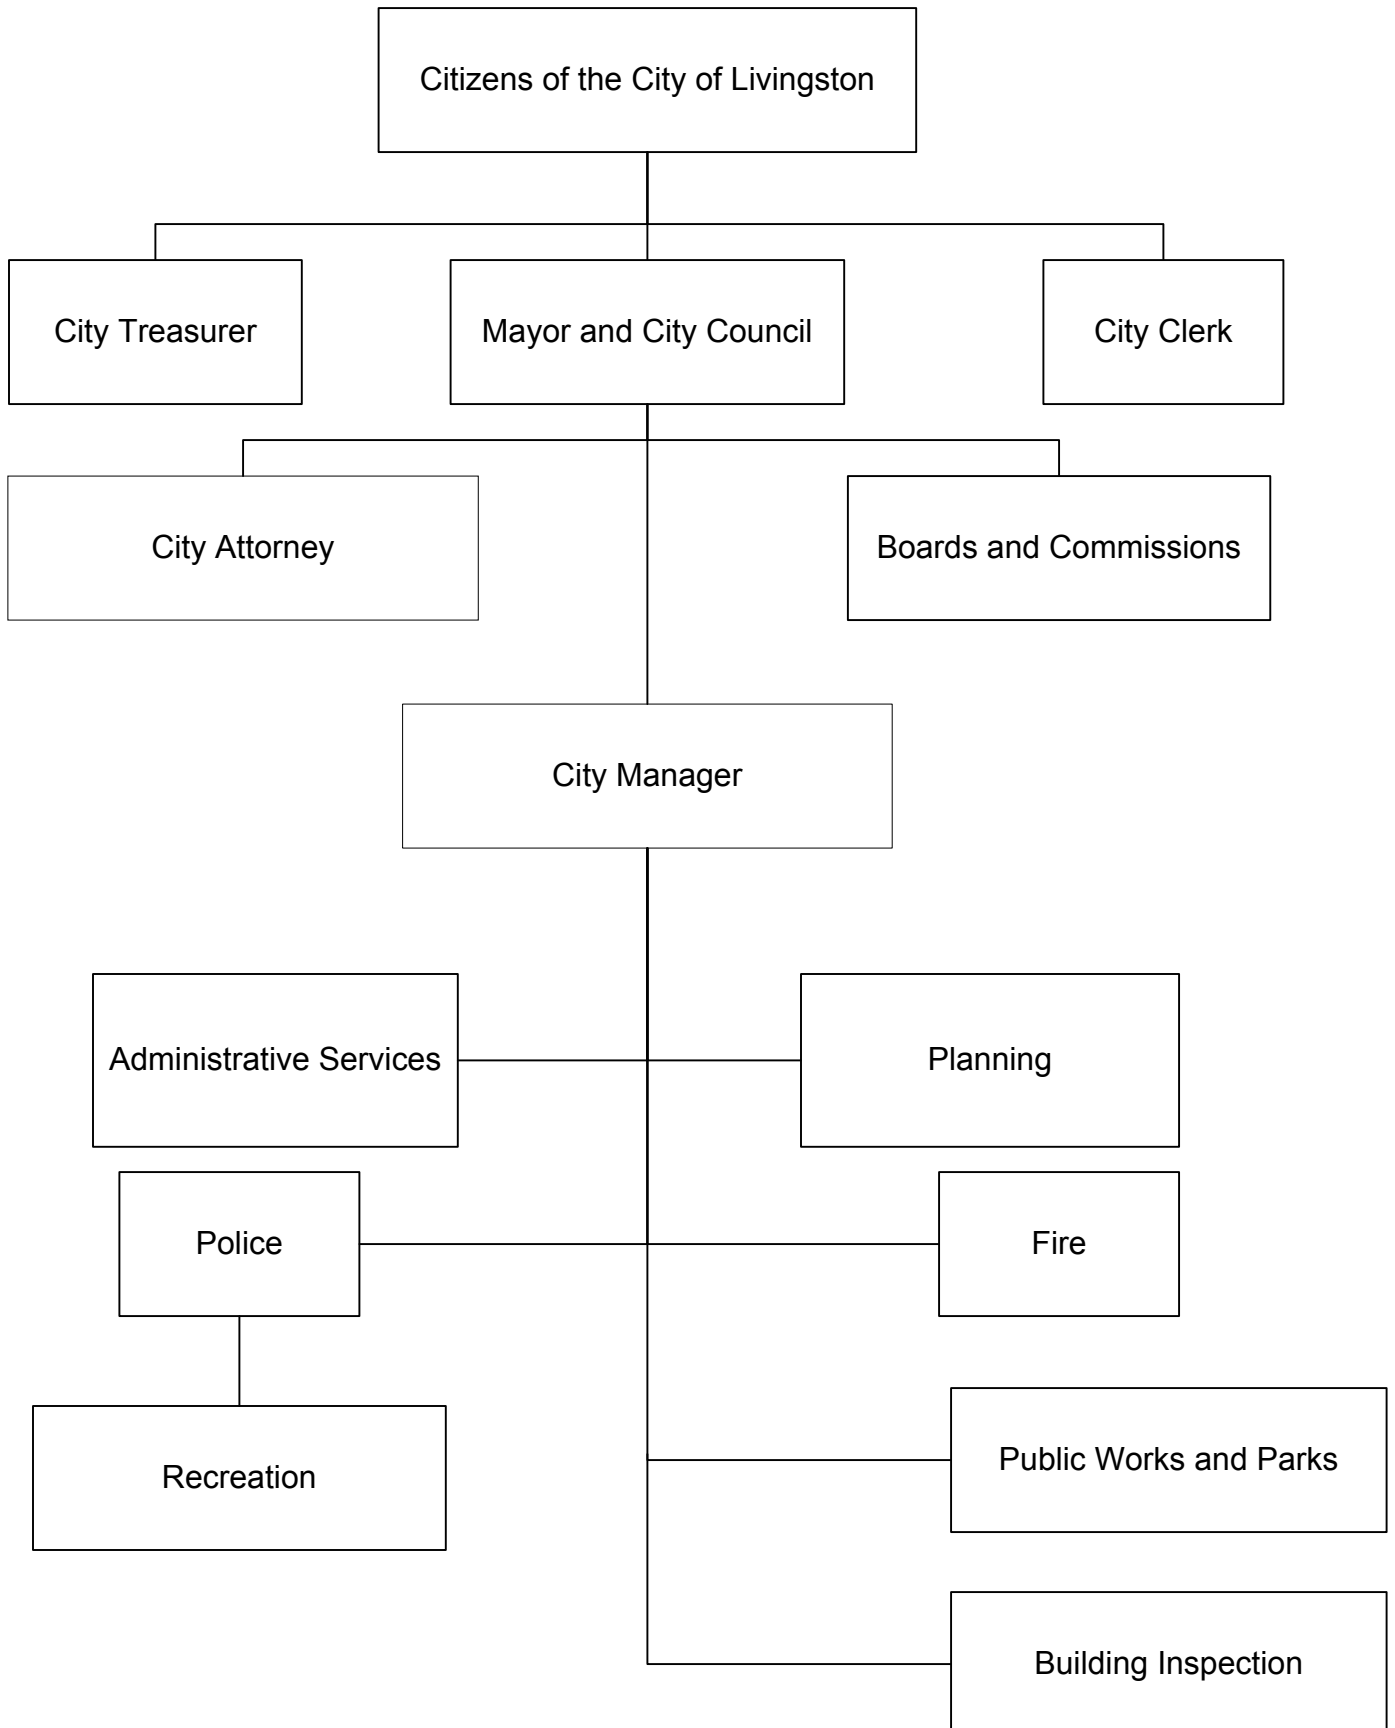 Citizens of the City of Livingston
City Treasurer
Mayor and City Council
City Clerk
City Attorney
Boards and Commissions
City Manager
Administrative Services
Planning
Police
Fire
Recreation
Public Works and Parks
Building Inspection